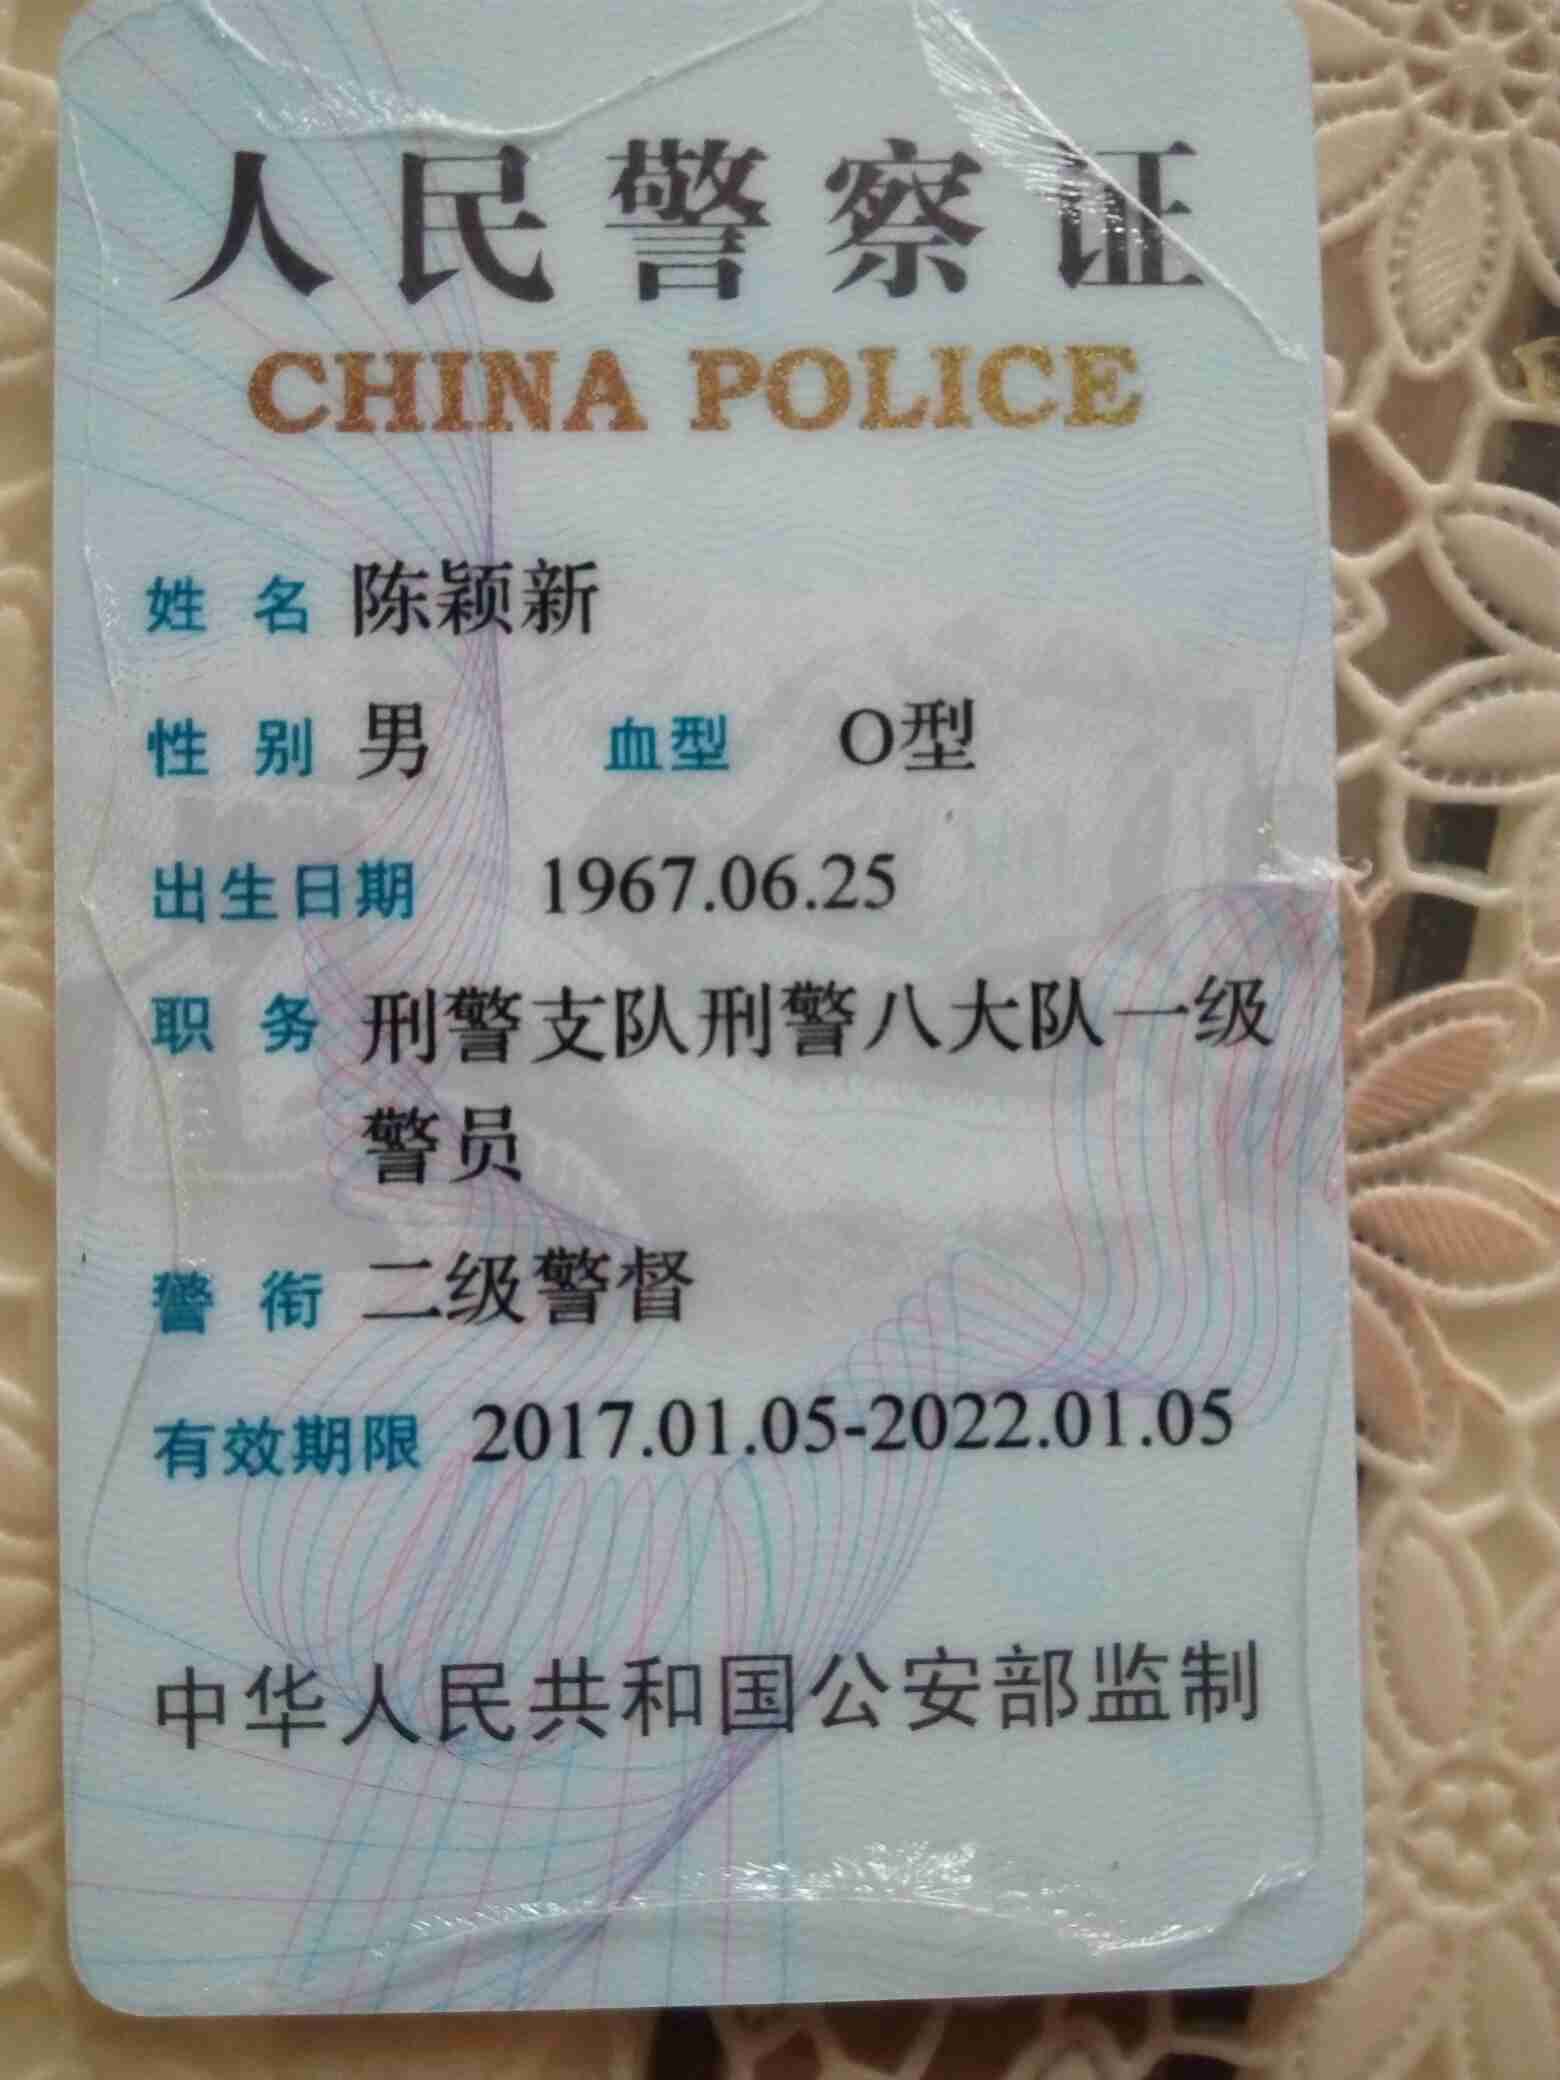 人民警察证
CHINA POLICE
姓 名 陈颖新
性 别 男 血型 O型
出生日期 1967.06.25
职 务 刑警支队刑警八大队一级
警员
警 衔 二级警督
有效期限 2017.01.05-2022.01.05
中华人民共和国公安部监制